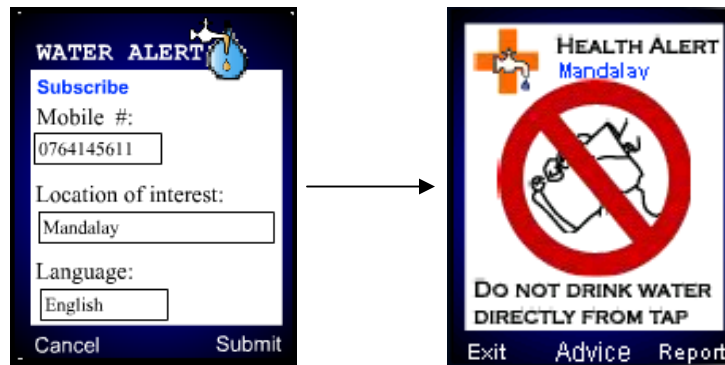 WATER ALERT
Subscribe
Mobile #:
0764145611
Location of interest:
Mandalay
Language:
English
Cancel Submit
HEALTH ALERT
Mandalay
DO NOT DRINK WATER
DIRECTLY FROM TAP
Exit Advice Report